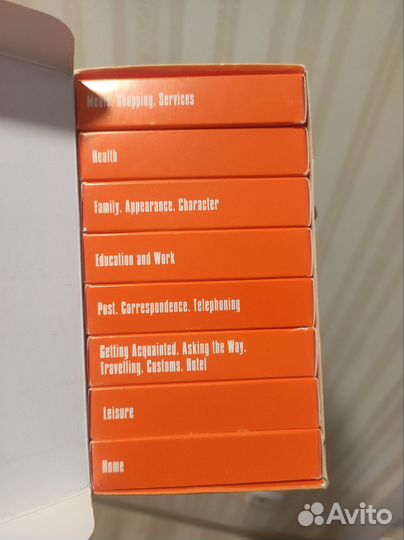 Meals. Shopping. Services
Health
Family. Appearance. Character
Education and Work
Post. Correspondence. Telephoning
Getting Acquainted. Asking the Way.
Travelling. Customs. Hotel
Leisure
Home
Avito